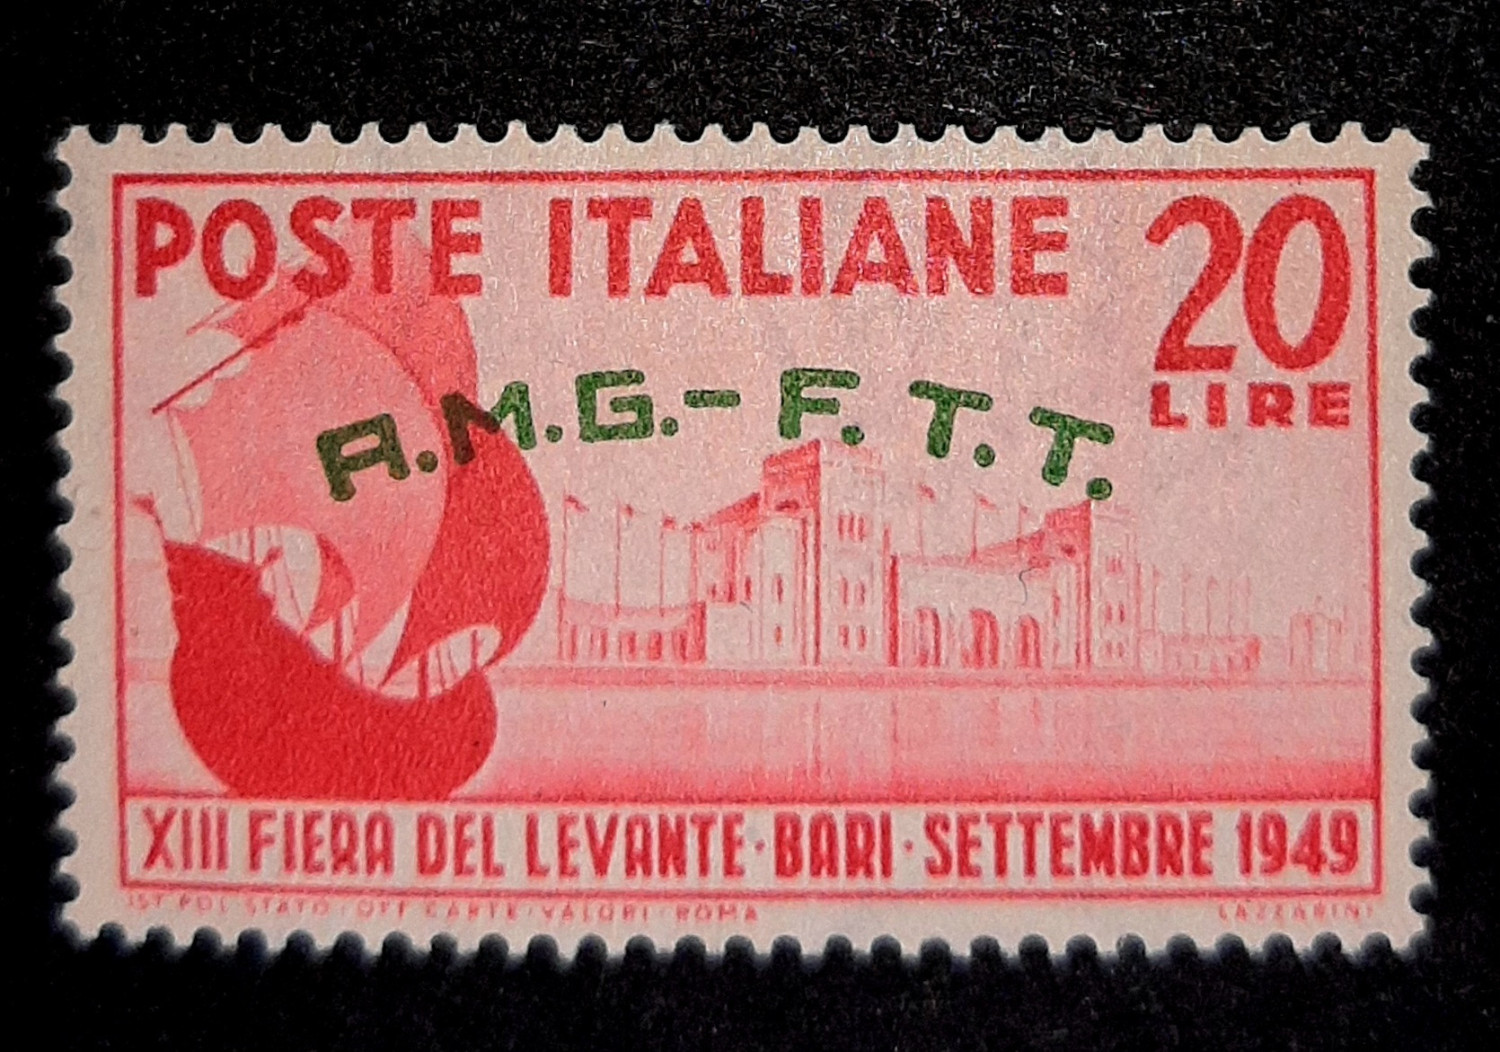 POSTE ITALIANE
20
LIRE
A.M.G.-F.T.T.
XIII FIERA DEL LEVANTE·BARI·SETTEMBRE 1949
IST POL STATO·OFF CARTE·VALORI·ROMA
LAZZARINI